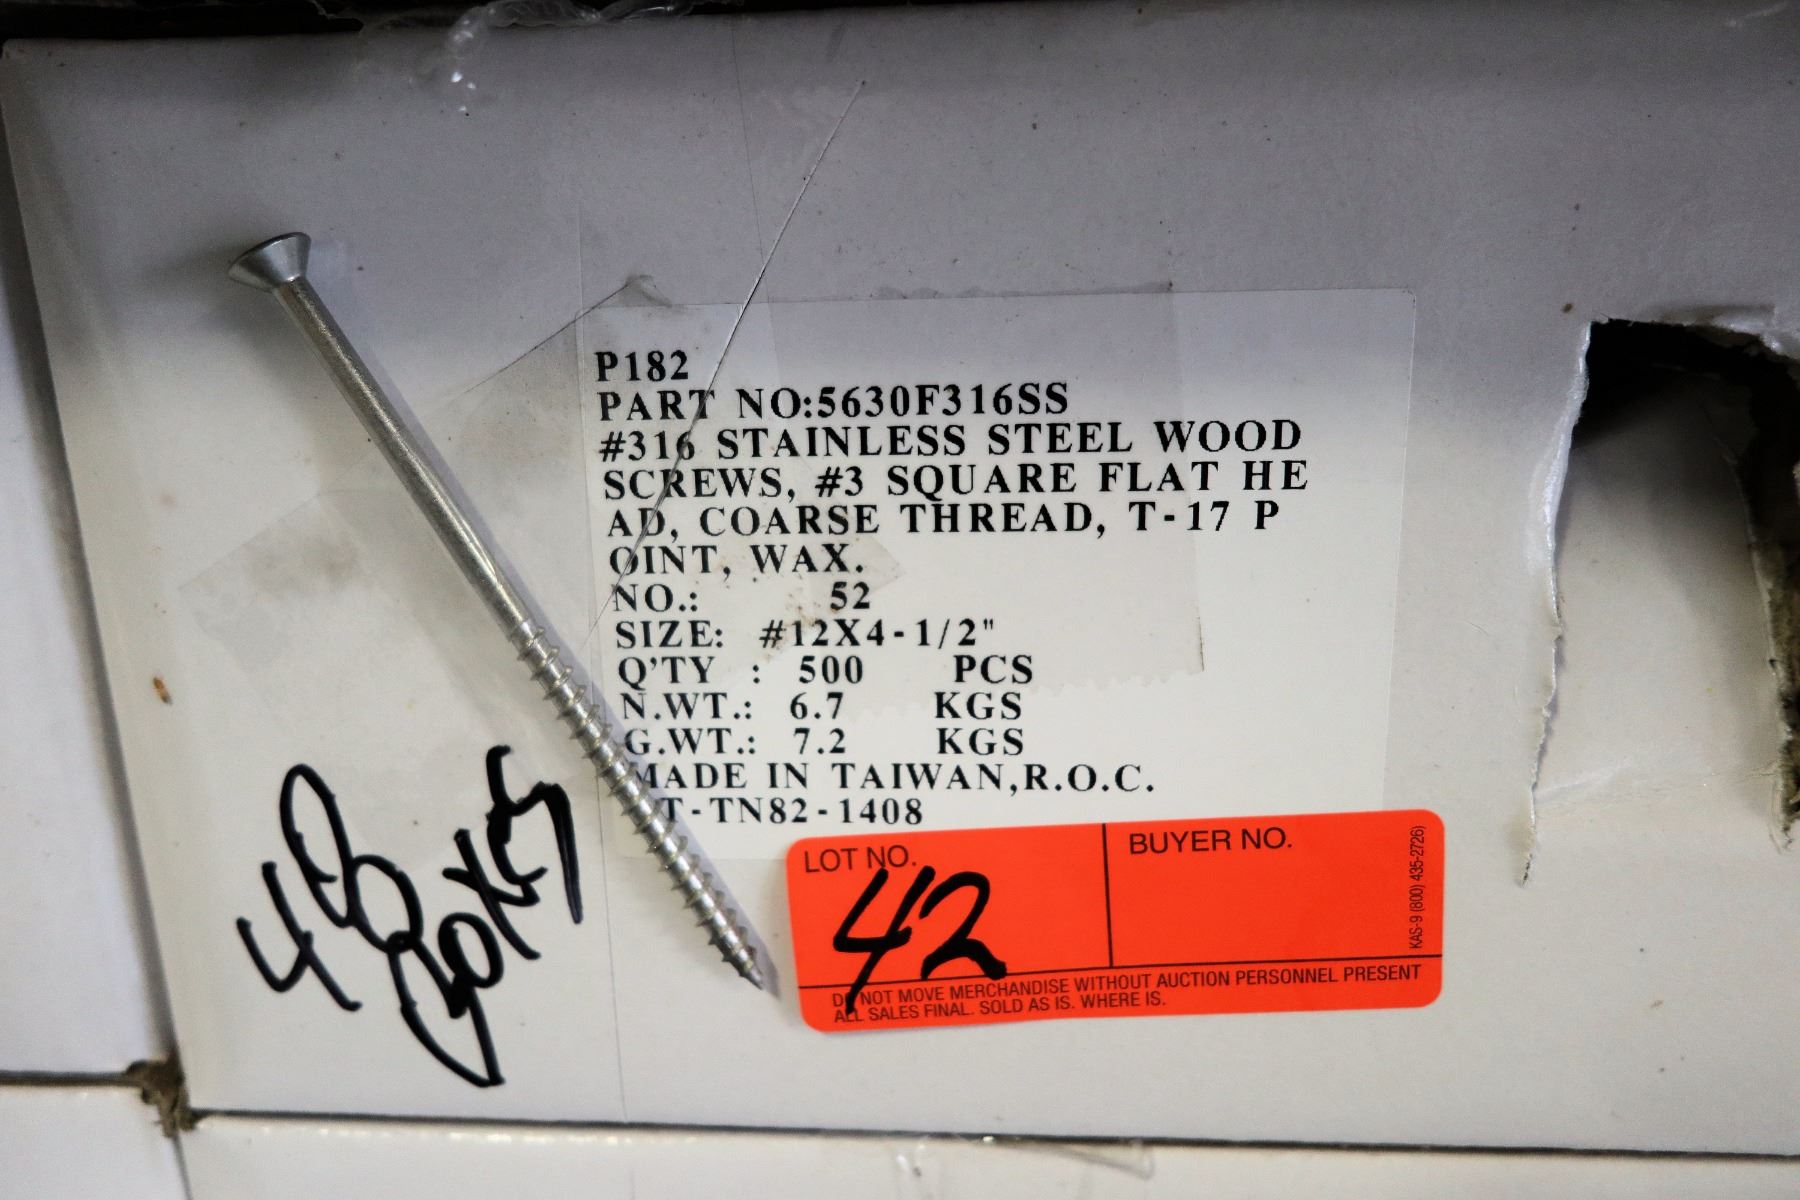 P182
PART NO:5630F316SS
#316 STAINLESS STEEL WOOD
SCREWS, #3 SQUARE FLAT HE
AD, COARSE THREAD, T-17 P
OINT, WAX.
NO.: 52
SIZE: #12X4-1/2"
Q'TY : 500 PCS
N.WT.: 6.7 KGS
G.WT.: 7.2 KGS
MADE IN TAIWAN,R.O.C.
T-TN82-1408
48
BOXES
LOT NO.
42
BUYER NO.
KAS-9 (800) 435-2726)
DO NOT MOVE MERCHANDISE WITHOUT AUCTION PERSONNEL PRESENT
ALL SALES FINAL. SOLD AS IS. WHERE IS.